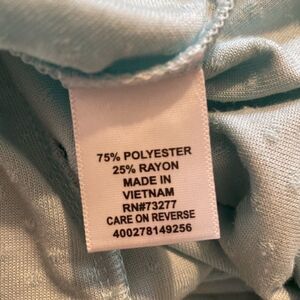 75% POLYESTER
25% RAYON
MADE IN
VIETNAM
RN#73277
CARE ON REVERSE
400278149256